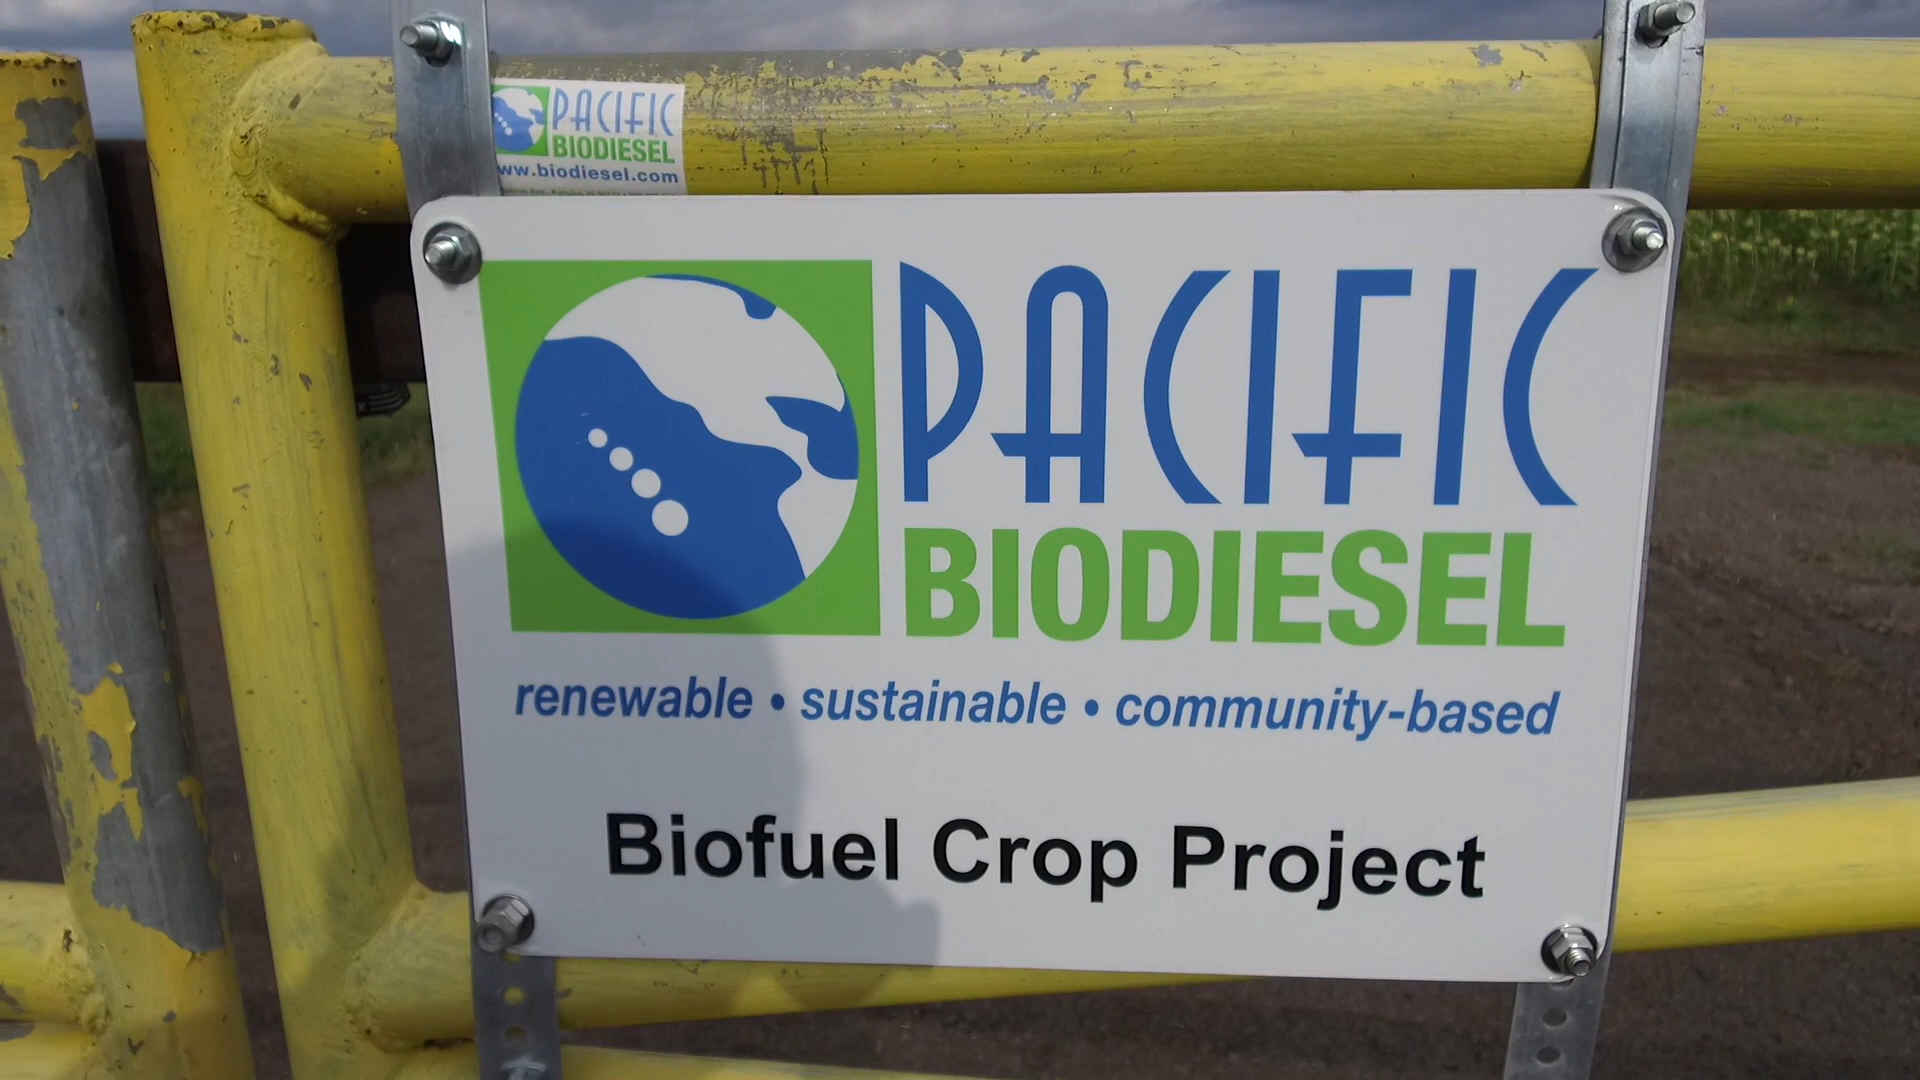 PACIFIC
BIODIESEL
www.biodiesel.com
PACIFIC
BIODIESEL
renewable • sustainable • community-based
Biofuel Crop Project